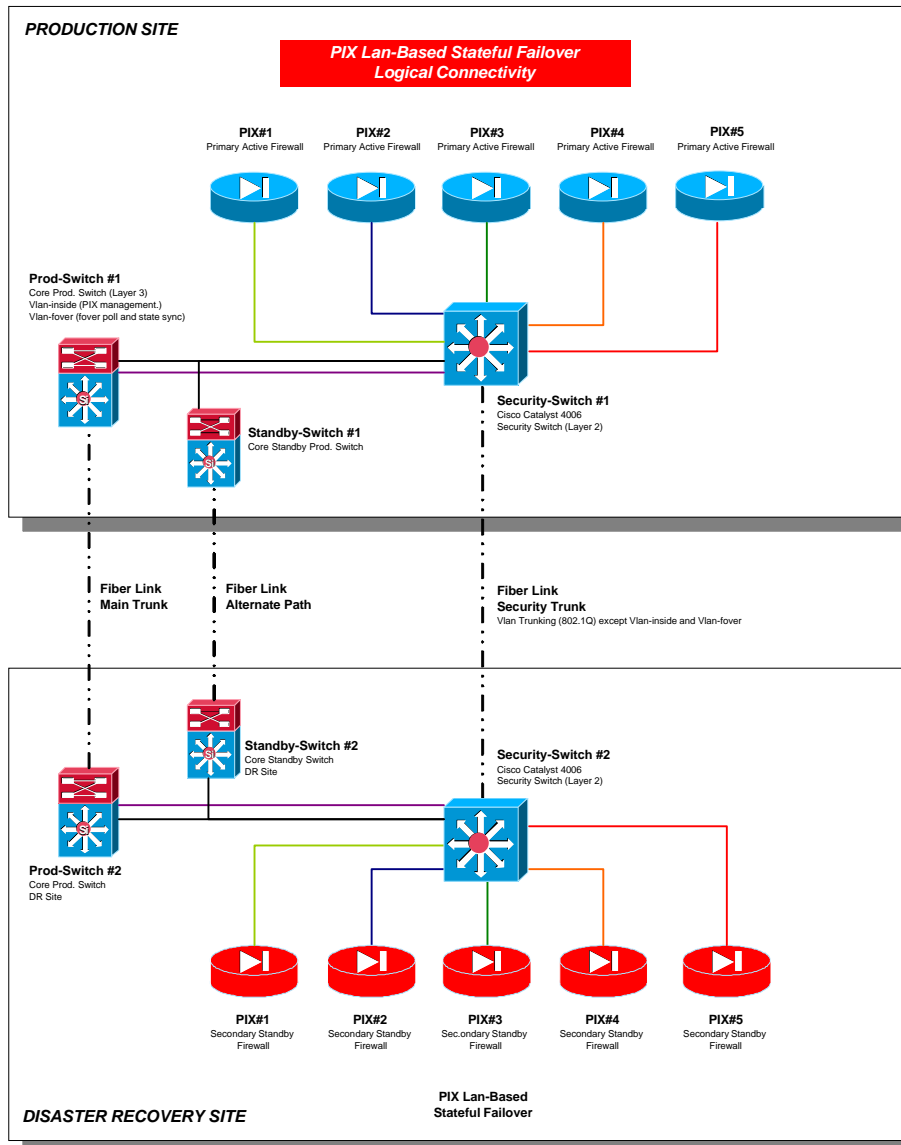 PRODUCTION SITE
PIX Lan-Based Stateful Failover
Logical Connectivity
PIX#1
Primary Active Firewall
PIX#2
Primary Active Firewall
PIX#3
Primary Active Firewall
PIX#4
Primary Active Firewall
PIX#5
Primary Active Firewall
Prod-Switch #1
Core Prod. Switch (Layer 3)
Vlan-inside (PIX management.)
Vlan-fover (fover poll and state sync)
Si
Security-Switch #1
Cisco Catalyst 4006
Security Switch (Layer 2)
Standby-Switch #1
Core Standby Prod. Switch
Si
Fiber Link
Main Trunk
Fiber Link
Alternate Path
Fiber Link
Security Trunk
Vlan Trunking (802.1Q) except Vlan-inside and Vlan-fover
Standby-Switch #2
Core Standby Switch
DR Site
Si
Security-Switch #2
Cisco Catalyst 4006
Security Switch (Layer 2)
Si
Prod-Switch #2
Core Prod. Switch
DR Site
PIX#1
Secondary Standby
Firewall
PIX#2
Secondary Standby
Firewall
PIX#3
Sec.ondary Standby
Firewall
PIX#4
Secondary Standby
Firewall
PIX#5
Secondary Standby
Firewall
PIX Lan-Based
Stateful Failover
DISASTER RECOVERY SITE